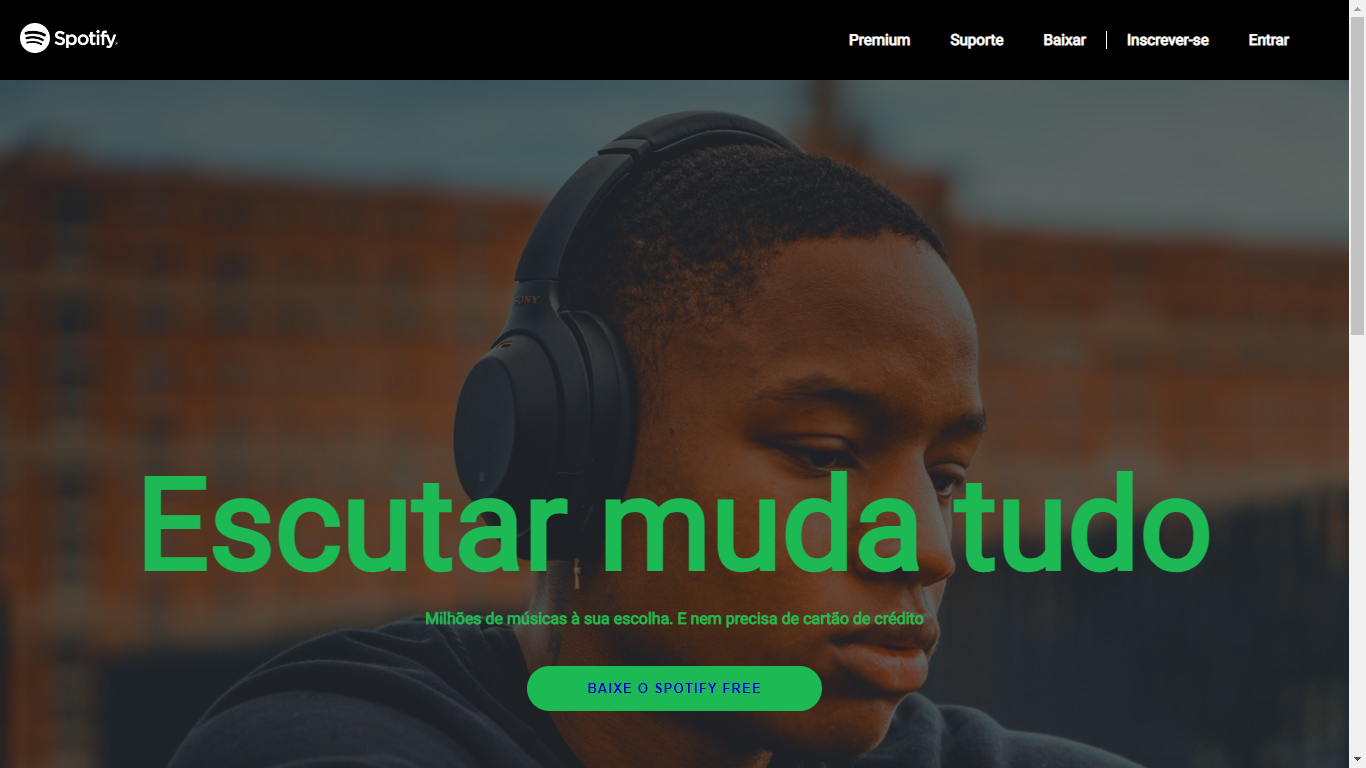 Spotify
Premium Suporte Baixar Inscrever-se Entrar
SONY
Escutar muda tudo
Milhões de músicas à sua escolha. E nem precisa de cartão de crédito
BAIXE O SPOTIFY FREE